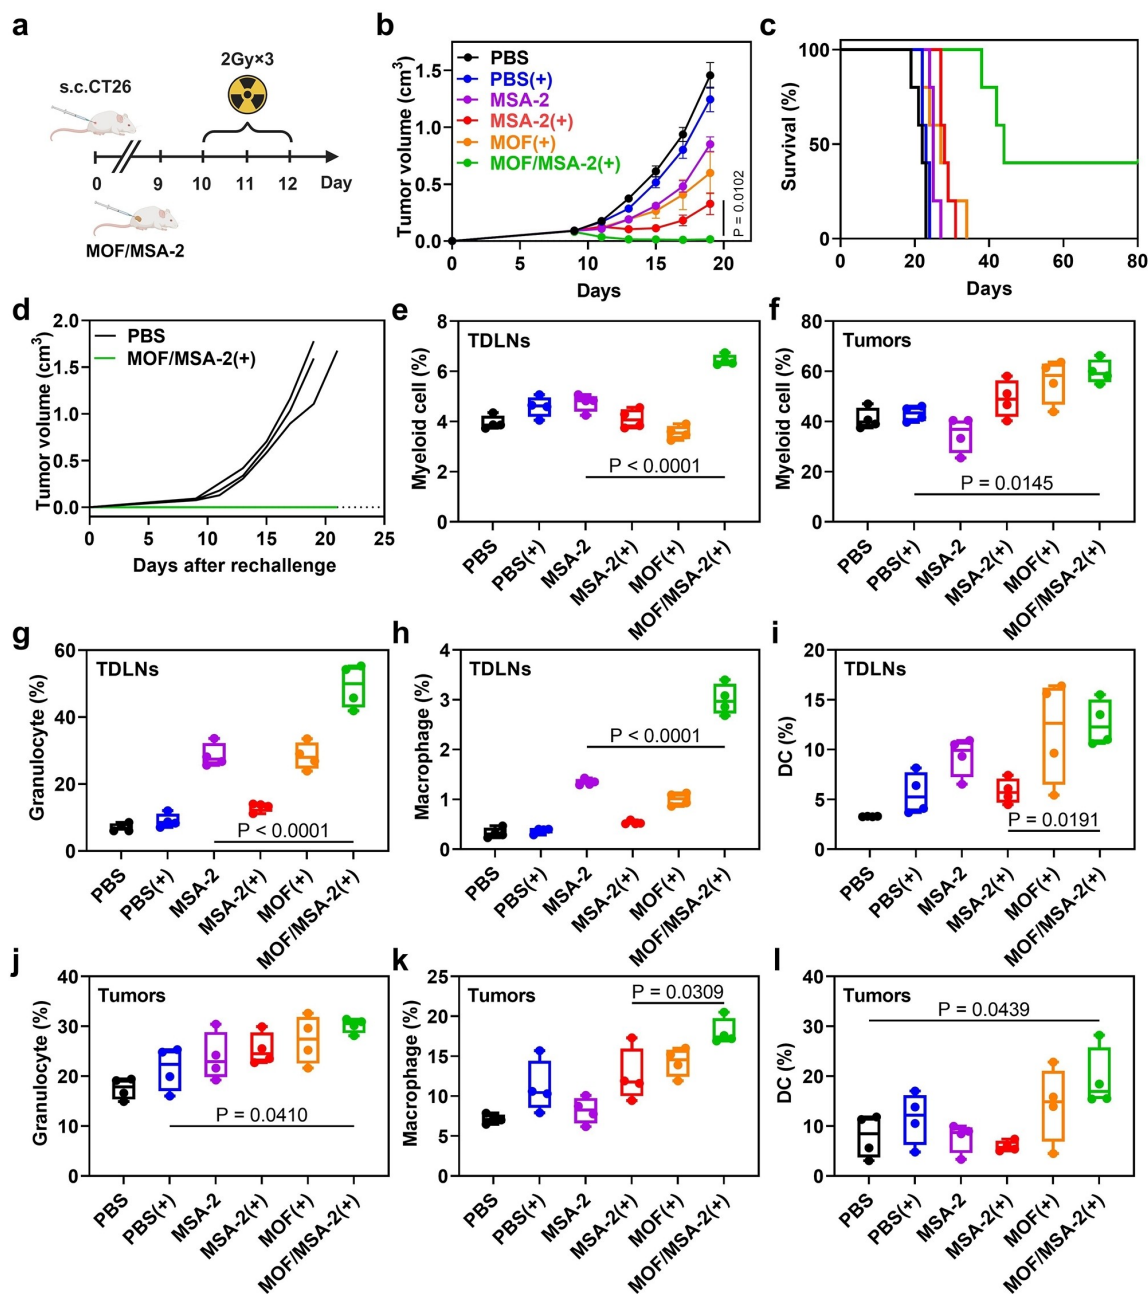 a
s.c.CT26
2Gy×3
0
9
10
11
12
Day
MOF/MSA-2
b
Tumor volume (cm3)
1.5
1.0
0.5
0.0
PBS
PBS(+)
MSA-2
MSA-2(+)
MOF(+)
MOF/MSA-2(+)
P = 0.0102
0
5
10
15
20
Days
c
Survival (%)
100
50
0
0
20
40
60
80
Days
d
Tumor volume (cm3)
2.0
1.5
1.0
0.5
0.0
PBS
MOF/MSA-2(+)
0
5
10
15
20
25
Days after rechallenge
e
Myeloid cell (%)
8
6
4
2
0
TDLNs
P < 0.0001
PBS
PBS(+)
MSA-2
MSA-2(+)
MOF(+)
MOF/MSA-2(+)
f
Myeloid cell (%)
80
60
40
20
0
Tumors
P = 0.0145
PBS
PBS(+)
MSA-2
MSA-2(+)
MOF(+)
MOF/MSA-2(+)
g
Granulocyte (%)
60
40
20
0
TDLNs
P < 0.0001
PBS
PBS(+)
MSA-2
MSA-2(+)
MOF(+)
MOF/MSA-2(+)
h
Macrophage (%)
4
3
2
1
0
TDLNs
P < 0.0001
PBS
PBS(+)
MSA-2
MSA-2(+)
MOF(+)
MOF/MSA-2(+)
i
DC (%)
20
15
10
5
0
TDLNs
P = 0.0191
PBS
PBS(+)
MSA-2
MSA-2(+)
MOF(+)
MOF/MSA-2(+)
j
Granulocyte (%)
40
30
20
10
0
Tumors
P = 0.0410
PBS
PBS(+)
MSA-2
MSA-2(+)
MOF(+)
MOF/MSA-2(+)
k
Macrophage (%)
25
20
15
10
5
0
Tumors
P = 0.0309
PBS
PBS(+)
MSA-2
MSA-2(+)
MOF(+)
MOF/MSA-2(+)
l
DC (%)
40
30
20
10
0
Tumors
P = 0.0439
PBS
PBS(+)
MSA-2
MSA-2(+)
MOF(+)
MOF/MSA-2(+)